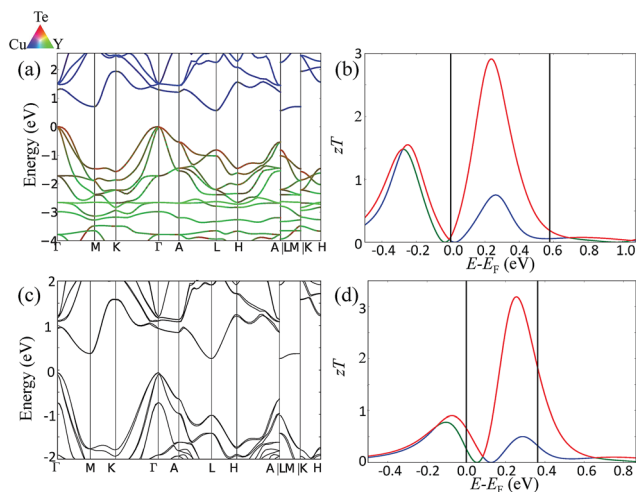 Te
Cu Y
(a)
Energy (eV)
2
1
0
−1
−2
−3
−4
Γ M K Γ A L H A |LM |K H
(b)
zT
3
2
1
0
-0.4 -0.2 0 0.2 0.4 0.6 0.8 1.0
E-EF (eV)
(c)
Energy (eV)
2
1
0
-1
-2
Γ M K Γ A L H A |LM |K H
(d)
zT
3
2
1
0
-0.4 -0.2 0.0 0.2 0.4 0.6 0.8
E-EF (eV)